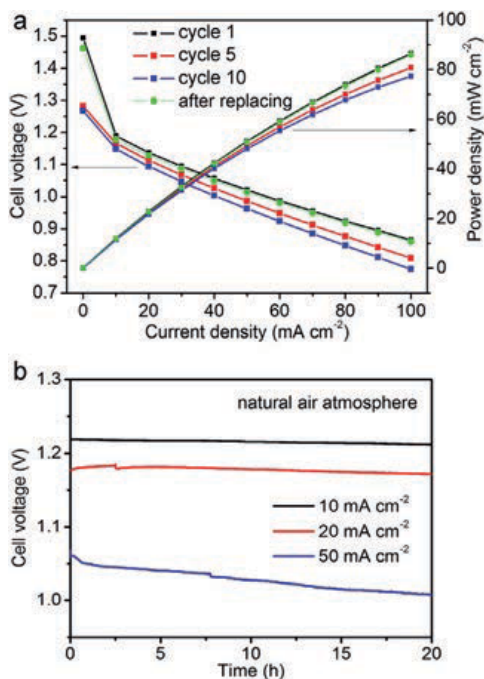 a
cycle 1
cycle 5
cycle 10
after replacing
1.5
1.4
1.3
1.2
1.1
1.0
0.9
0.8
0.7
Cell voltage (V)
100
80
60
40
20
0
Power density (mW cm⁻²)
0 20 40 60 80 100
Current density (mA cm⁻²)
b
natural air atmosphere
1.3
1.2
1.1
1.0
Cell voltage (V)
10 mA cm⁻²
20 mA cm⁻²
50 mA cm⁻²
0 5 10 15 20
Time (h)